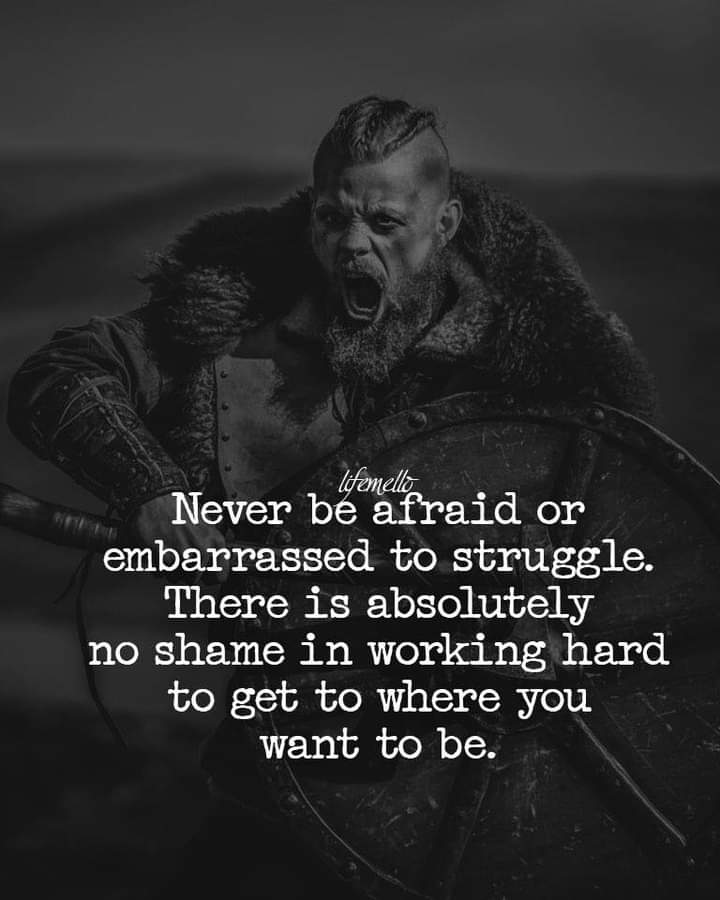 lifemello
Never be afraid or
embarrassed to struggle.
There is absolutely
no shame in working hard
to get to where you
want to be.